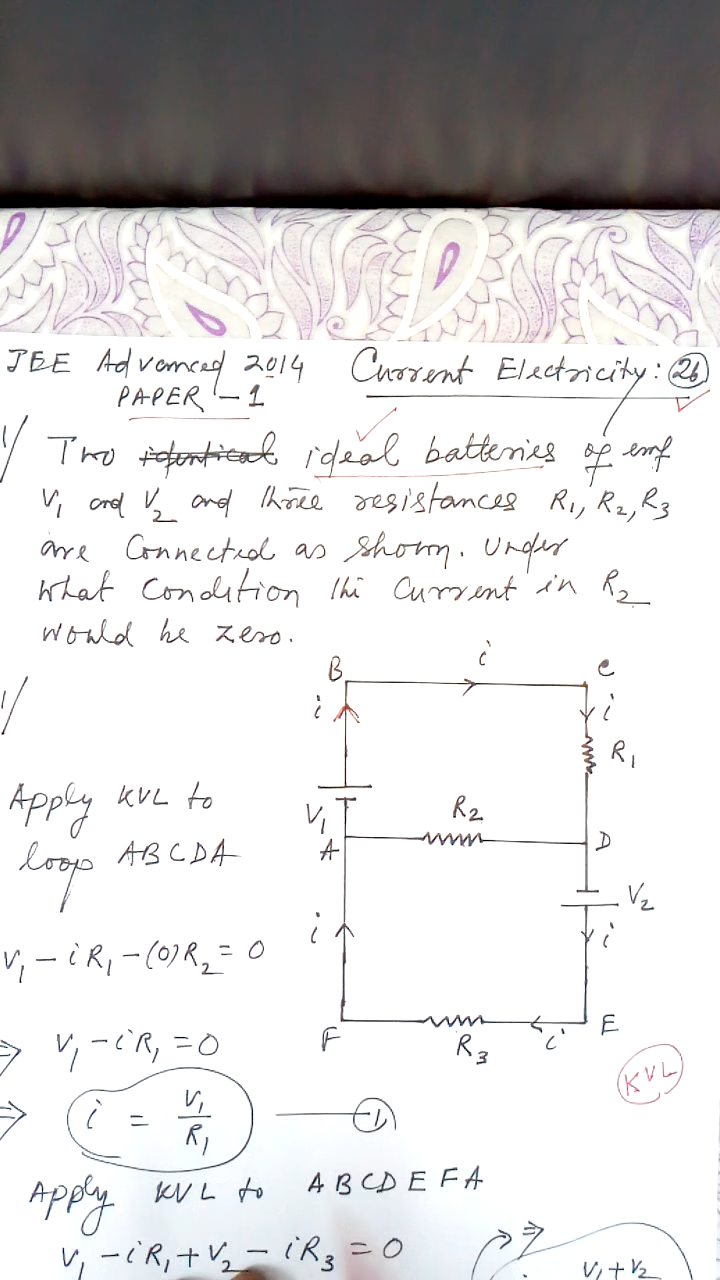 JEE Advanced 2014 Current Electricity: 26
PAPER - 1
1/ Two identical ideal batteries of emf
V₁ and V₂ and three resistances R₁, R₂, R₃
are Connected as shown. Under
what condition the Current in R₂
would be zero.
1/
B i C
i i
R₁
Apply KVL to
V₁ R₂
loop ABCDA
A D
V₂
i i
V₁ - iR₁ - (0)R₂ = 0
F R₃ i E
⇒ V₁ - iR₁ = 0
KVL
⇒ i = V₁/R₁ — 1
Apply KVL to ABCDEFA
V₁ - iR₁ + V₂ - iR₃ = 0
⇒ V₁ + V₂